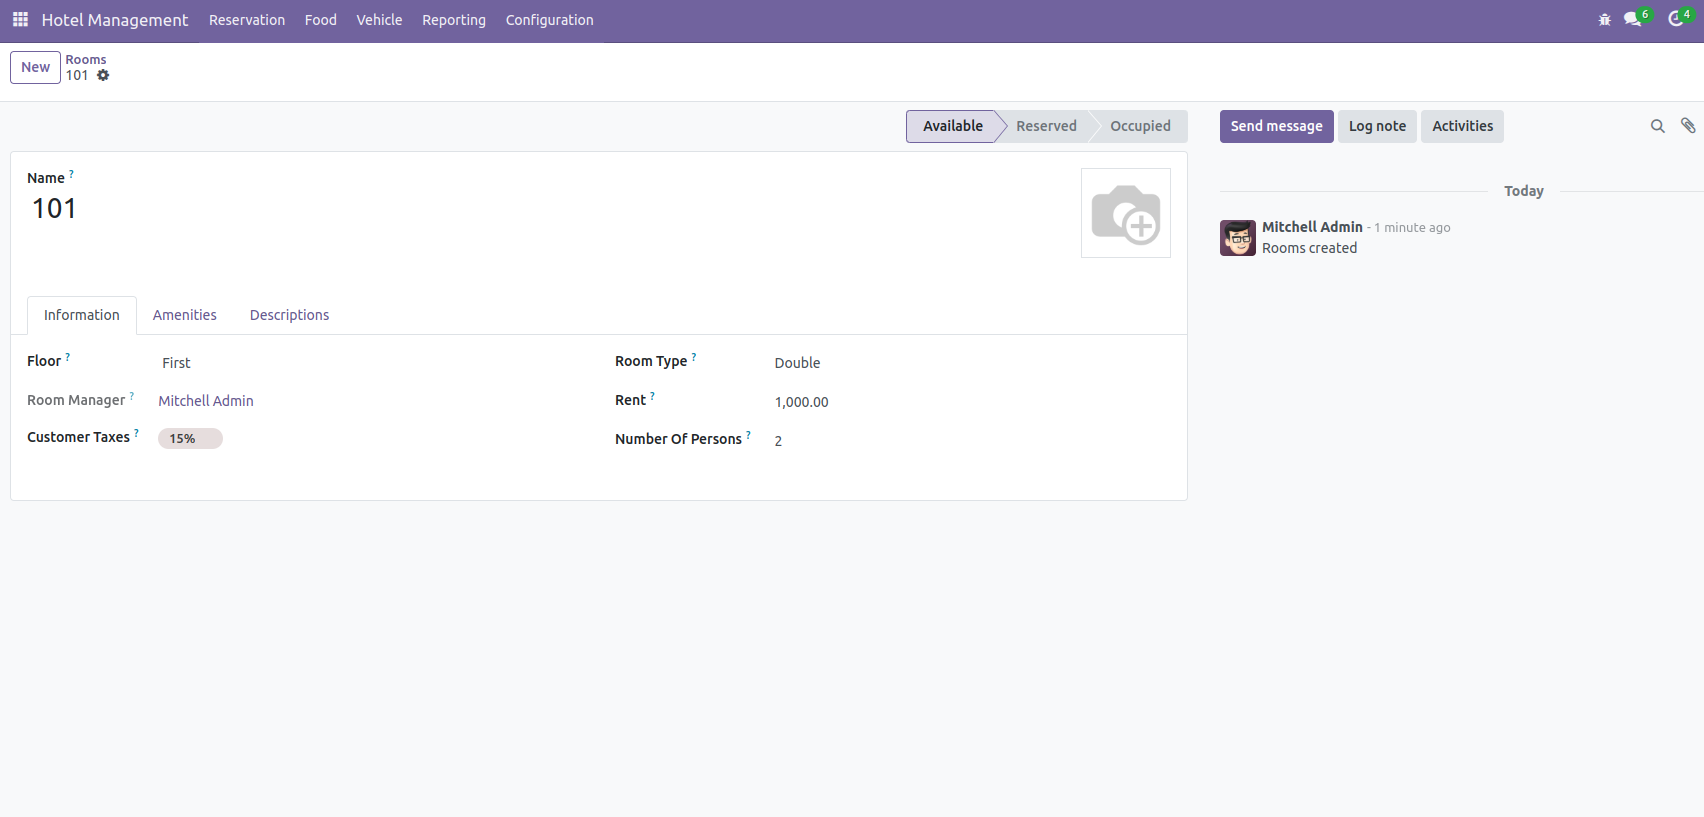 Hotel Management Reservation Food Vehicle Reporting Configuration 6 4
New
Rooms
101
Available Reserved Occupied
Send message Log note Activities
Name ?
101
Today
Mitchell Admin - 1 minute ago
Rooms created
Information Amenities Descriptions
Floor ? First
Room Type ? Double
Room Manager ? Mitchell Admin
Rent ? 1,000.00
Customer Taxes ? 15%
Number Of Persons ? 2